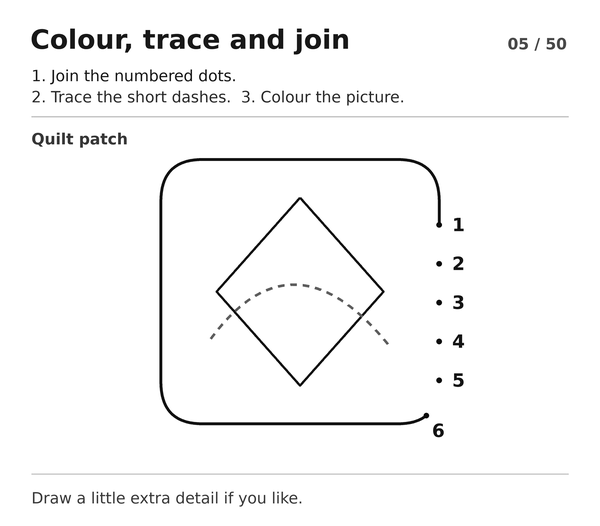 Colour, trace and join
05 / 50
1. Join the numbered dots.
2. Trace the short dashes.  3. Colour the picture.
Quilt patch
1
2
3
4
5
6
Draw a little extra detail if you like.